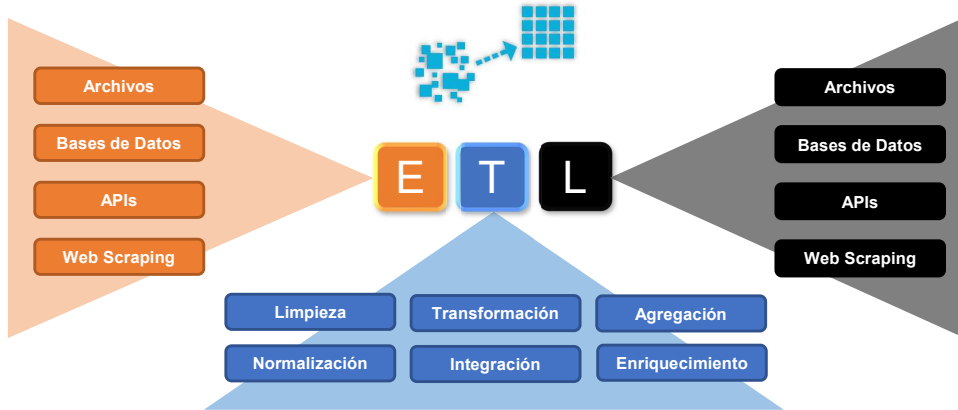 Archivos
Bases de Datos
APIs
Web Scraping
E T L
Limpieza
Transformación
Agregación
Normalización
Integración
Enriquecimiento
Archivos
Bases de Datos
APIs
Web Scraping